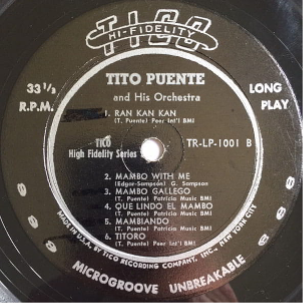 TICO
HI-FIDELITY
33 1/3
R.P.M.
TITO PUENTE
and His Orchestra
LONG
PLAY
1. RAN KAN KAN
(T. Puente) Peer Int'l BMI
TICO
High Fidelity Series
TR-LP-1001 B
2. MAMBO WITH ME
(Edgar-Sampson) G. Sampson
3. MAMBO GALLEGO
(T. Puente) Patricia Music BMI
4. QUE LINDO EL MAMBO
(T. Puente) Patricia Music BMI
5. MAMBIANDO
(T. Puente) Patricia Music BMI
6. TITORO
(T. Puente) Peer Int'l BMI
MADE IN U.S.A. BY TICO RECORDING COMPANY, INC., NEW YORK CITY
MICROGROOVE UNBREAKABLE